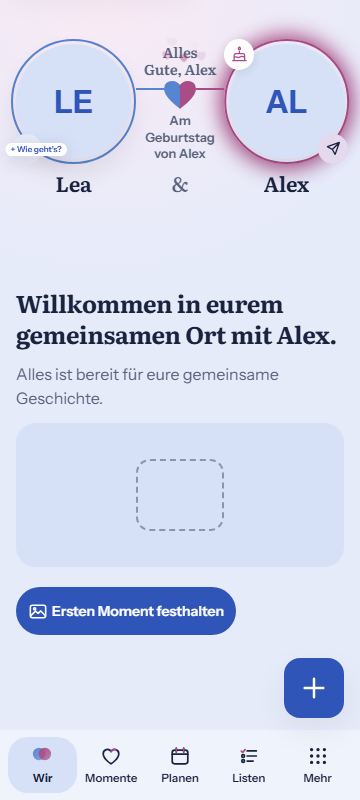 LE
Alles
Gute, Alex
AL
Am
Geburtstag
von Alex
+ Wie geht's?
Lea
&
Alex
Willkommen in eurem
gemeinsamen Ort mit Alex.
Alles ist bereit für eure gemeinsame
Geschichte.
Ersten Moment festhalten
Wir
Momente
Planen
Listen
Mehr